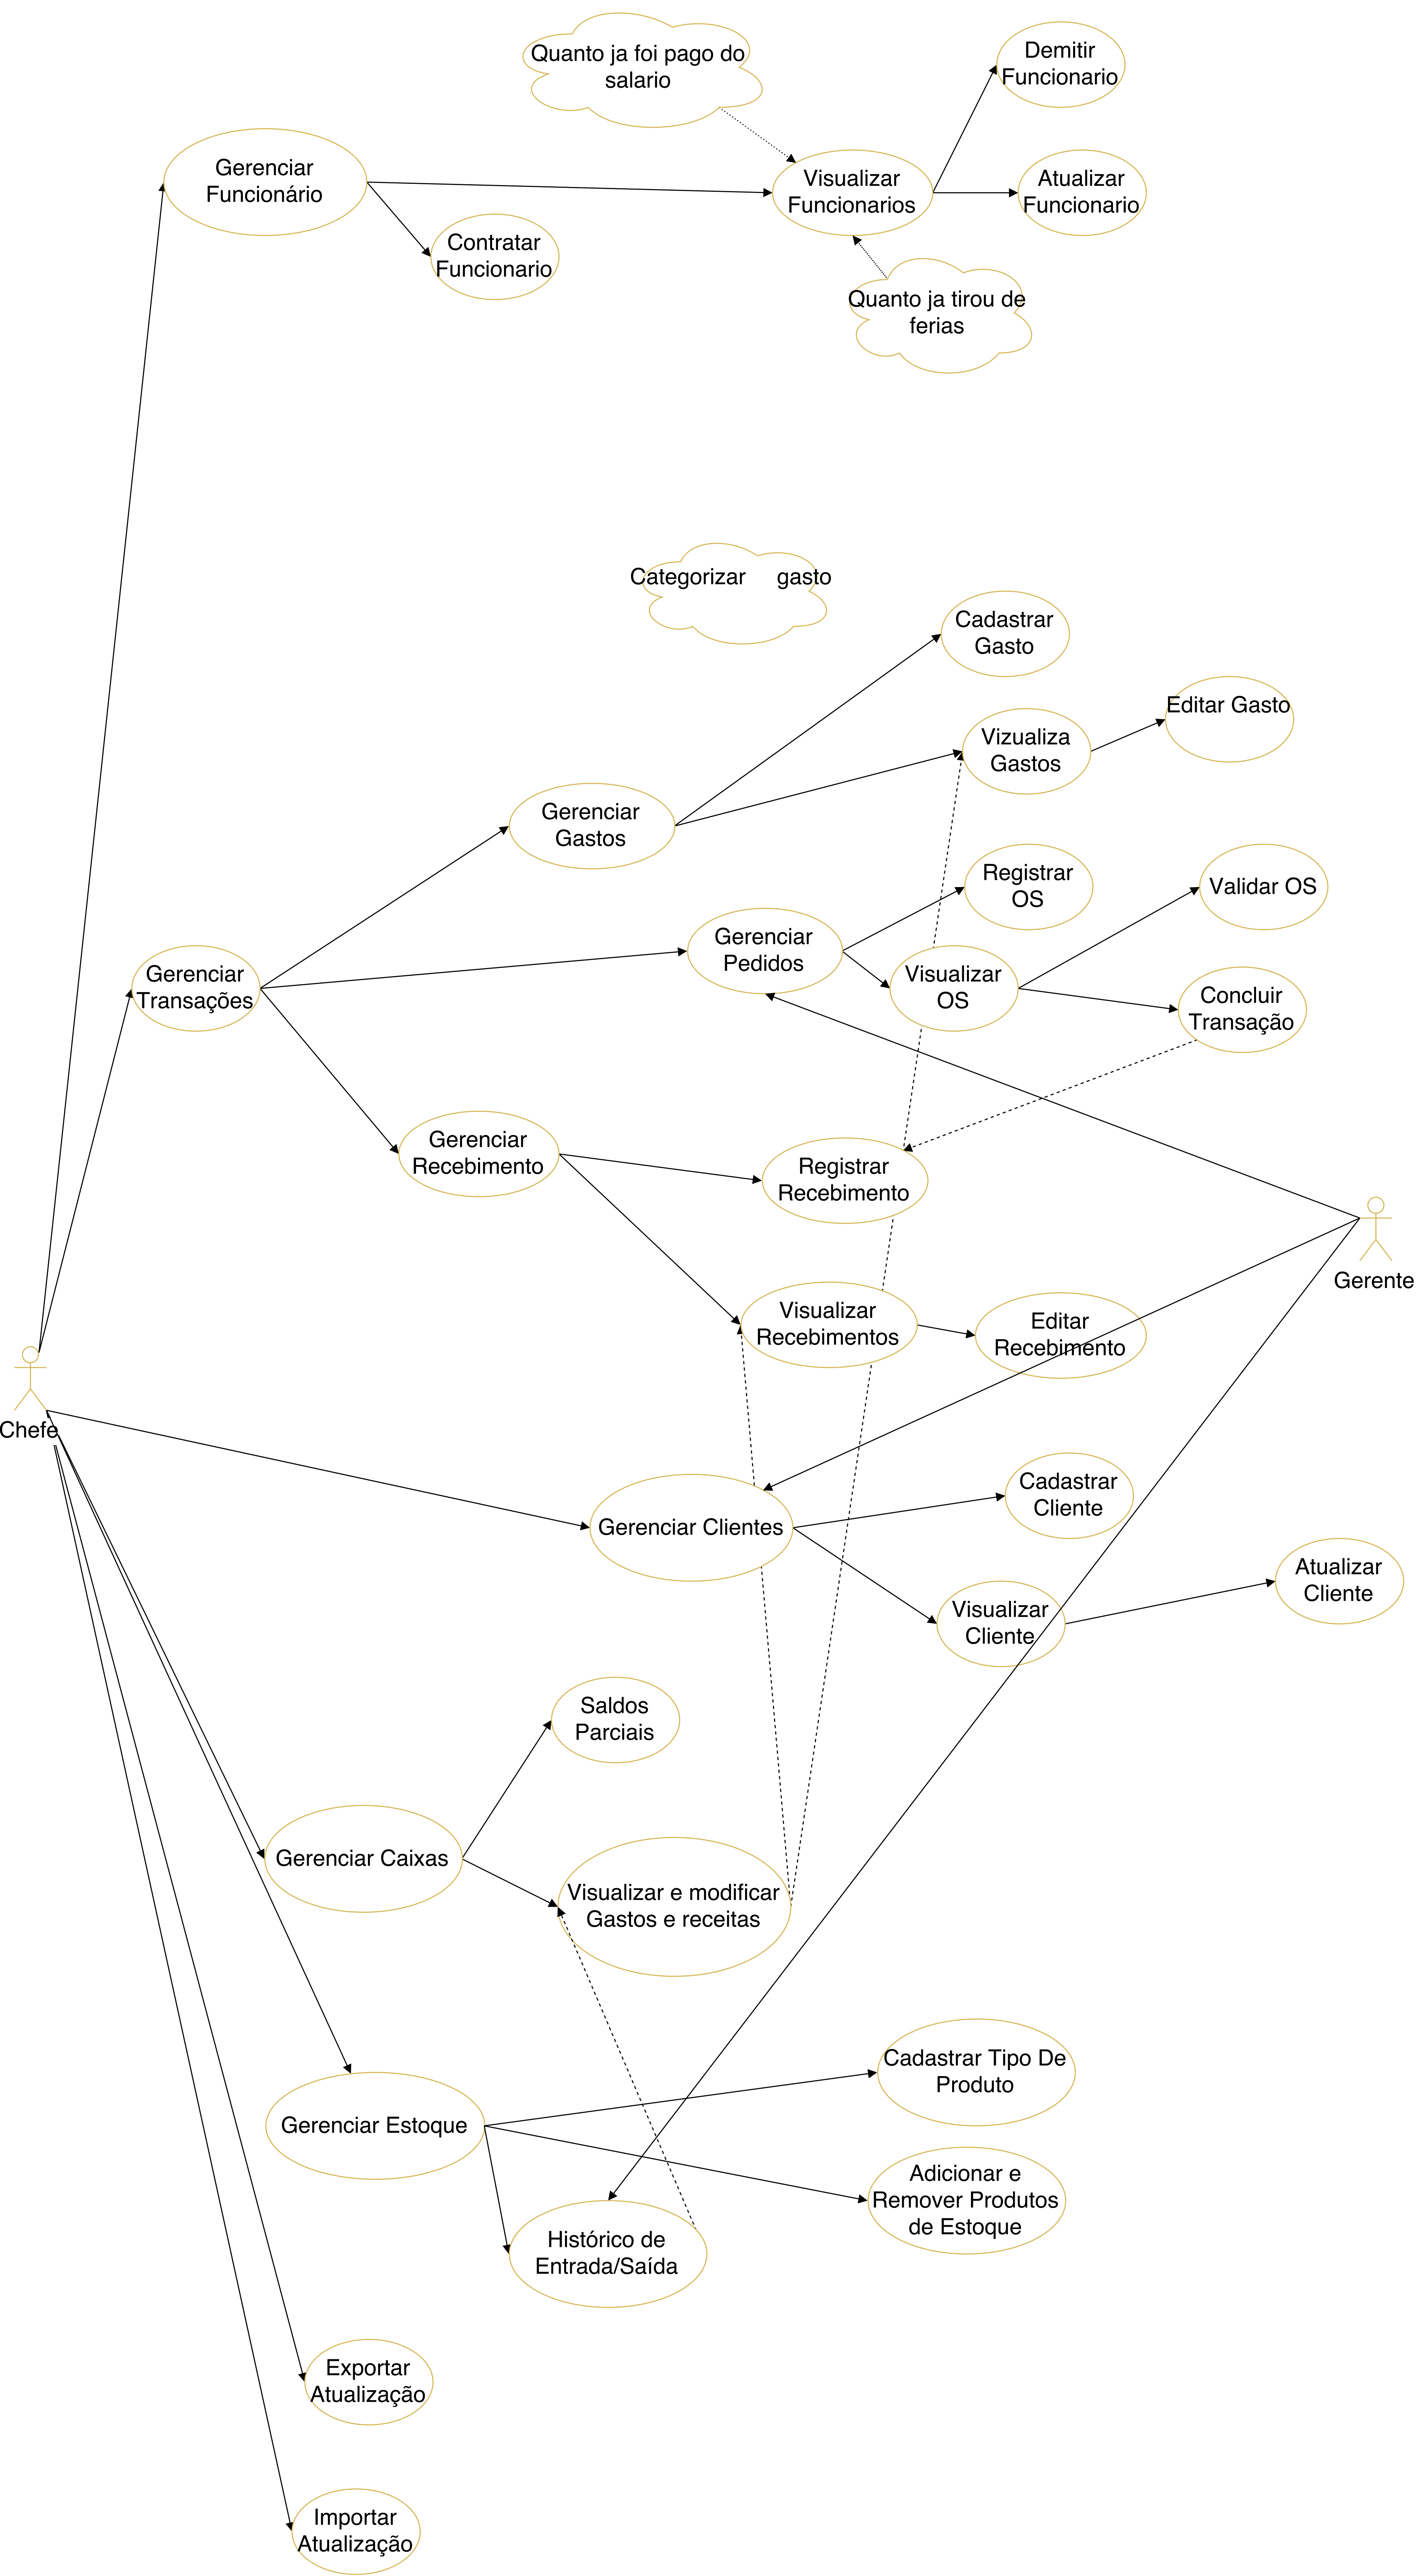 Quanto ja foi pago do
salario
Demitir
Funcionario
Gerenciar
Funcionário
Visualizar
Funcionarios
Atualizar
Funcionario
Contratar
Funcionario
Quanto ja tirou de
ferias
Categorizar gasto
Cadastrar
Gasto
Editar Gasto
Vizualiza
Gastos
Gerenciar
Gastos
Registrar
OS
Validar OS
Gerenciar
Pedidos
Gerenciar
Transações
Visualizar
OS
Concluir
Transação
Gerenciar
Recebimento
Registrar
Recebimento
Gerente
Visualizar
Recebimentos
Editar
Recebimento
Chefe
Cadastrar
Cliente
Gerenciar Clientes
Atualizar
Cliente
Visualizar
Cliente
Saldos
Parciais
Gerenciar Caixas
Visualizar e modificar
Gastos e receitas
Cadastrar Tipo De
Produto
Gerenciar Estoque
Adicionar e
Remover Produtos
de Estoque
Histórico de
Entrada/Saída
Exportar
Atualização
Importar
Atualização